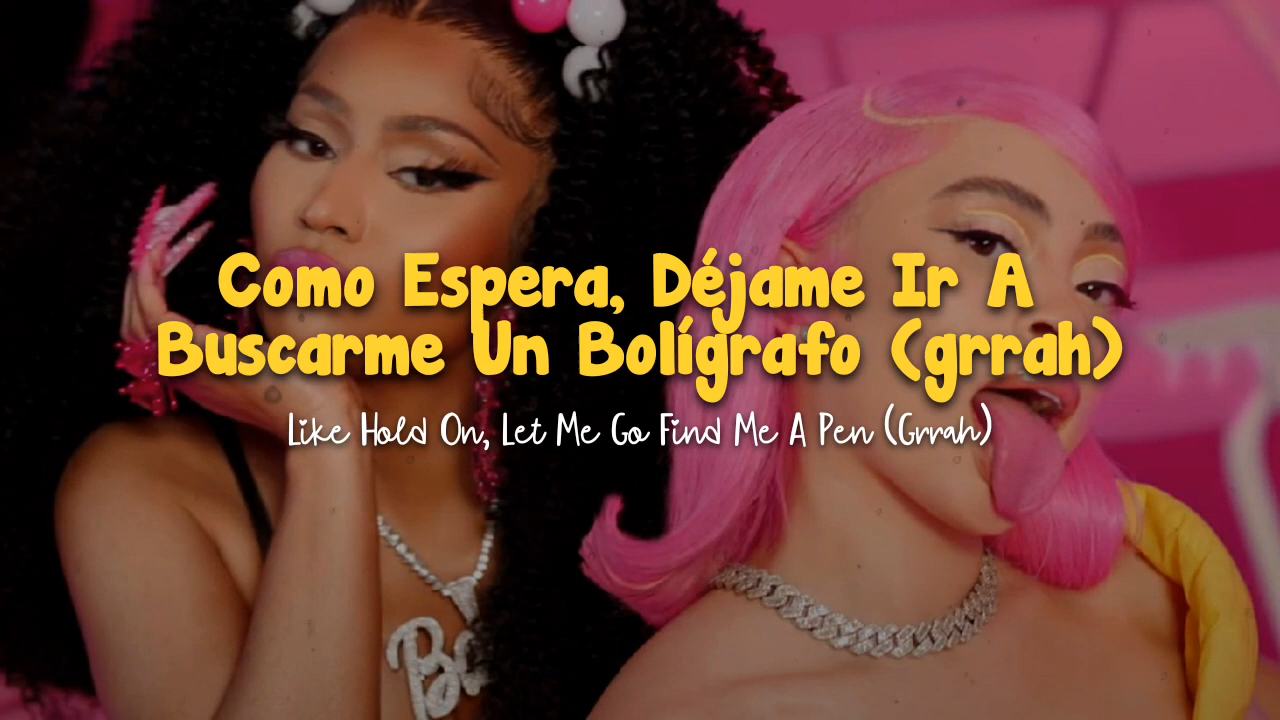 Como Espera, Déjame Ir A
Buscarme Un Bolígrafo (grrah)
Like Hold On, Let Me Go Find Me A Pen (Grrah)